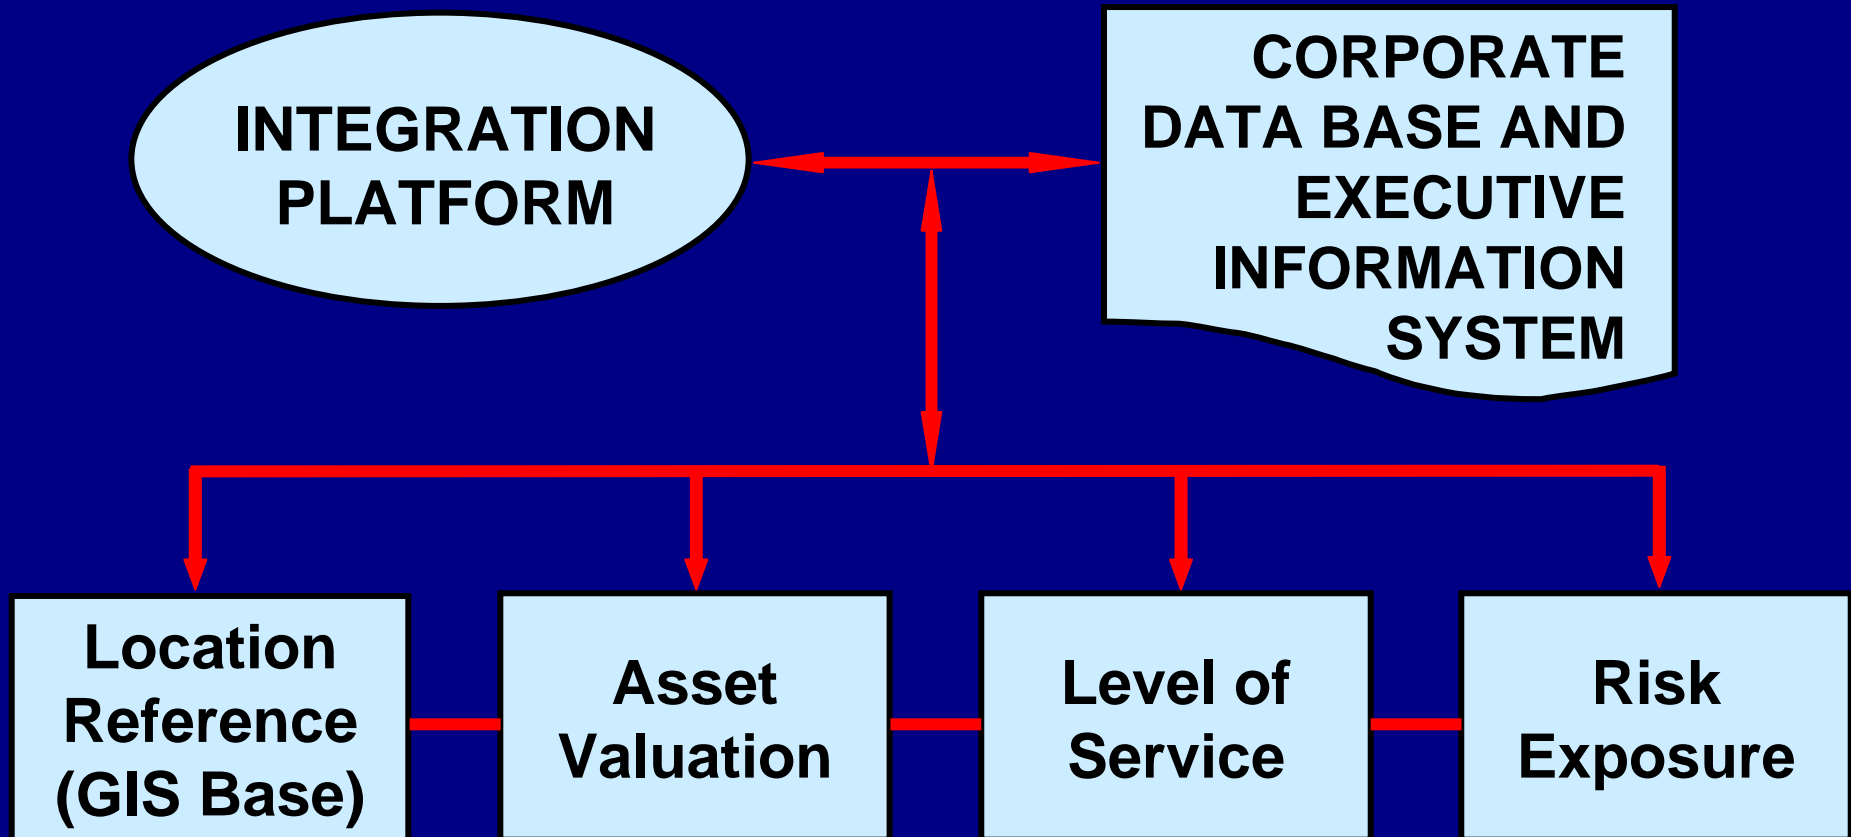 INTEGRATION
PLATFORM
CORPORATE
DATA BASE AND
EXECUTIVE
INFORMATION
SYSTEM
Location
Reference
(GIS Base)
Asset
Valuation
Level of
Service
Risk
Exposure